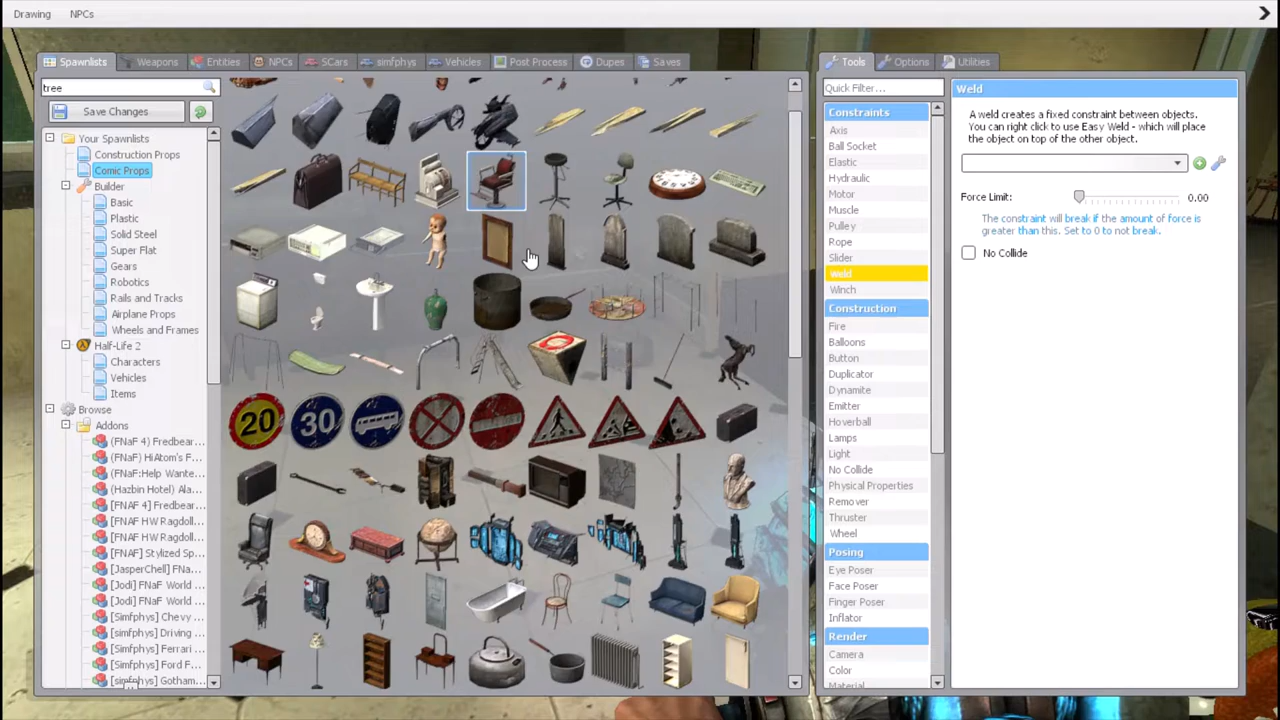 Drawing NPCs
Spawnlists Weapons Entities NPCs SCars simfphys Vehicles Post Process Dupes Saves
tree
Save Changes
Your Spawnlists
Construction Props
Comic Props
Builder
Basic
Plastic
Solid Steel
Super Flat
Gears
Robotics
Rails and Tracks
Airplane Props
Wheels and Frames
Half-Life 2
Characters
Vehicles
Items
Browse
Addons
(FNAF 4) Fredbear...
(FNaF) HiAtom's F...
(FNaF:Help Wante...
(Hazbin Hotel) Ala...
[FNAF 4] Fredbear...
[FNAF HW Ragdoll...
[FNAF HW Ragdoll...
[FNAF] Stylized Sp...
[JasperChell] FNa...
[Jodi] FNaF World ...
[Jodi] FNaF World ...
[Simfphys] Chevy ...
[simfphys] Driving ...
[simfphys] Ferrari ...
[Simfphys] Ford F...
[simfphys] Gotham...
20 30
Tools Options Utilities
Quick Filter...
Constraints
Axis
Ball Socket
Elastic
Hydraulic
Motor
Muscle
Pulley
Rope
Slider
Weld
Winch
Construction
Fire
Balloons
Button
Duplicator
Dynamite
Emitter
Hoverball
Lamps
Light
No Collide
Physical Properties
Remover
Thruster
Wheel
Posing
Eye Poser
Face Poser
Finger Poser
Inflator
Render
Camera
Color
Material
Weld
A weld creates a fixed constraint between objects.
You can right click to use Easy Weld - which will place
the object on top of the other object.
Force Limit: 0.00
The constraint will break if the amount of force is
greater than this. Set to 0 to not break.
No Collide